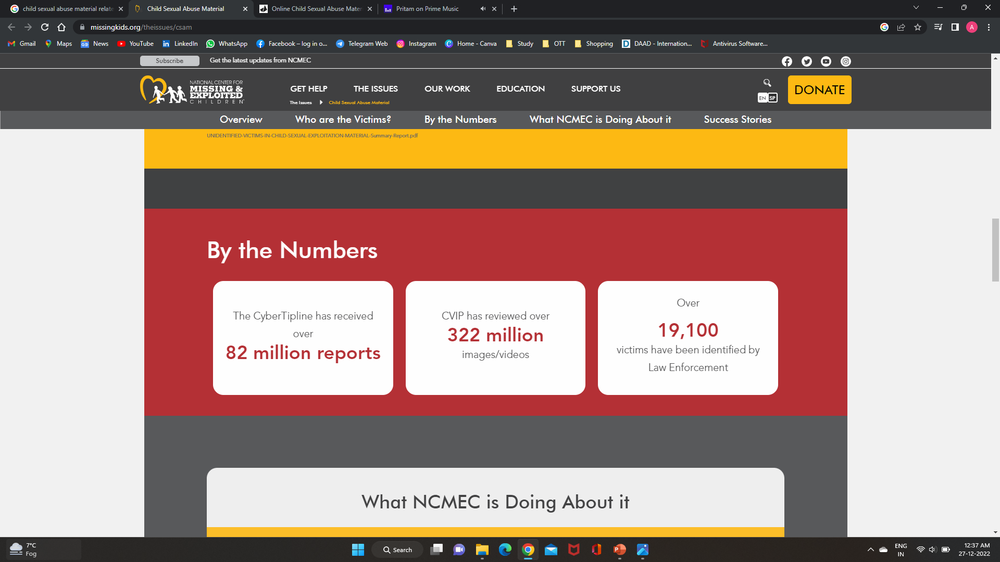 child sexual abuse material relate
Child Sexual Abuse Material
Online Child Sexual Abuse Mater
Pritam on Prime Music
missingkids.org/theissues/csam
A
Gmail
Maps
News
YouTube
LinkedIn
WhatsApp
Facebook – log in o...
Telegram Web
Instagram
Home - Canva
Study
OTT
Shopping
DAAD - Internation...
Antivirus Software...
Subscribe
Get the latest updates from NCMEC
NATIONAL CENTER FOR
MISSING &
EXPLOITED
CHILDREN
GET HELP
THE ISSUES
OUR WORK
EDUCATION
SUPPORT US
EN SP
DONATE
The Issues
Child Sexual Abuse Material
Overview
Who are the Victims?
By the Numbers
What NCMEC is Doing About it
Success Stories
UNIDENTIFIED-VICTIMS-IN-CHILD-SEXUAL-EXPLOITATION-MATERIAL-Summary-Report.pdf
By the Numbers
The CyberTipline has received
over
82 million reports
CVIP has reviewed over
322 million
images/videos
Over
19,100
victims have been identified by
Law Enforcement
What NCMEC is Doing About it
7°C
Fog
Search
ENG
IN
12:37 AM
27-12-2022